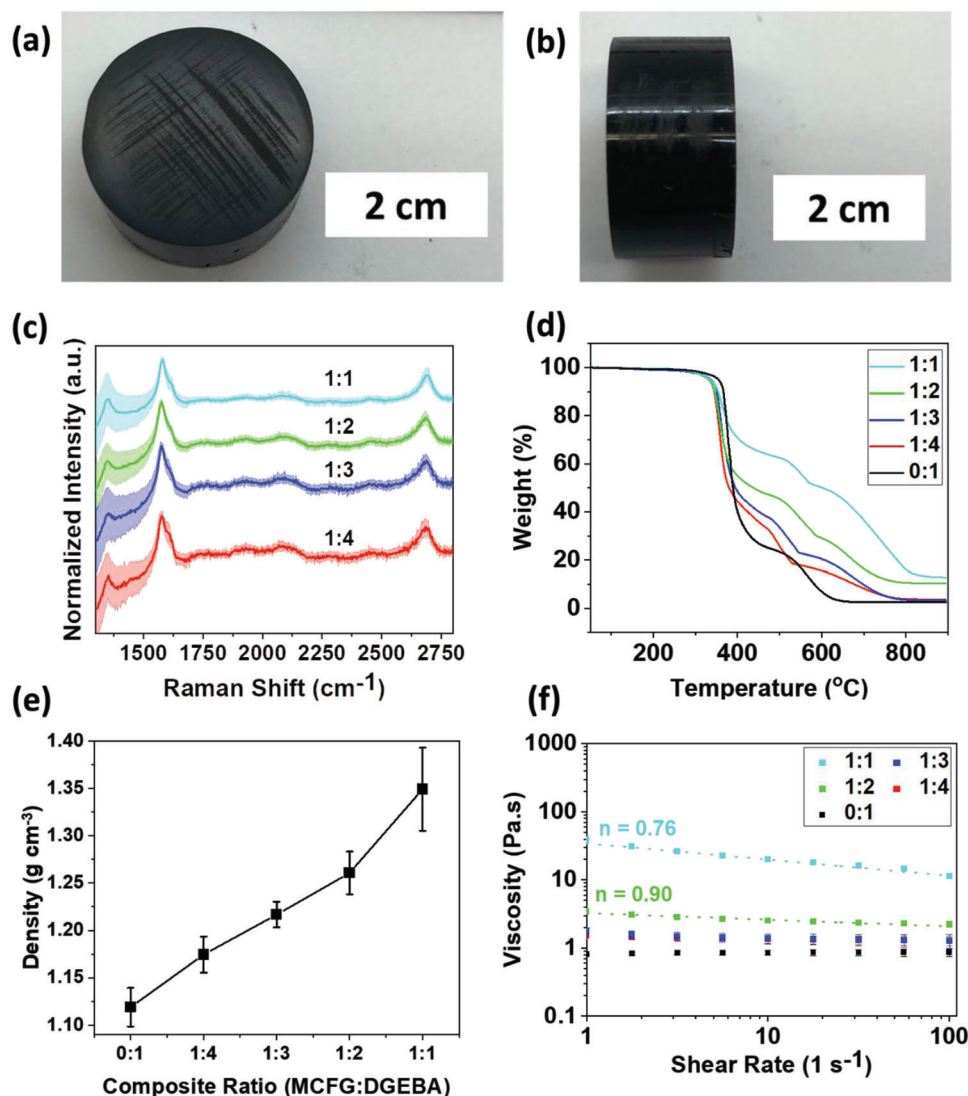 (a)
2 cm
(b)
2 cm
(c)
Normalized Intensity (a.u.)
1:1
1:2
1:3
1:4
1500 1750 2000 2250 2500 2750
Raman Shift (cm⁻¹)
(d)
Weight (%)
100
80
60
40
20
0
1:1
1:2
1:3
1:4
0:1
200 400 600 800
Temperature (ºC)
(e)
Density (g cm⁻³)
1.40
1.35
1.30
1.25
1.20
1.15
1.10
0:1 1:4 1:3 1:2 1:1
Composite Ratio (MCFG:DGEBA)
(f)
Viscosity (Pa.s)
1000
100
10
1
0.1
1:1 1:3
1:2 1:4
0:1
n = 0.76
n = 0.90
1 10 100
Shear Rate (1 s⁻¹)